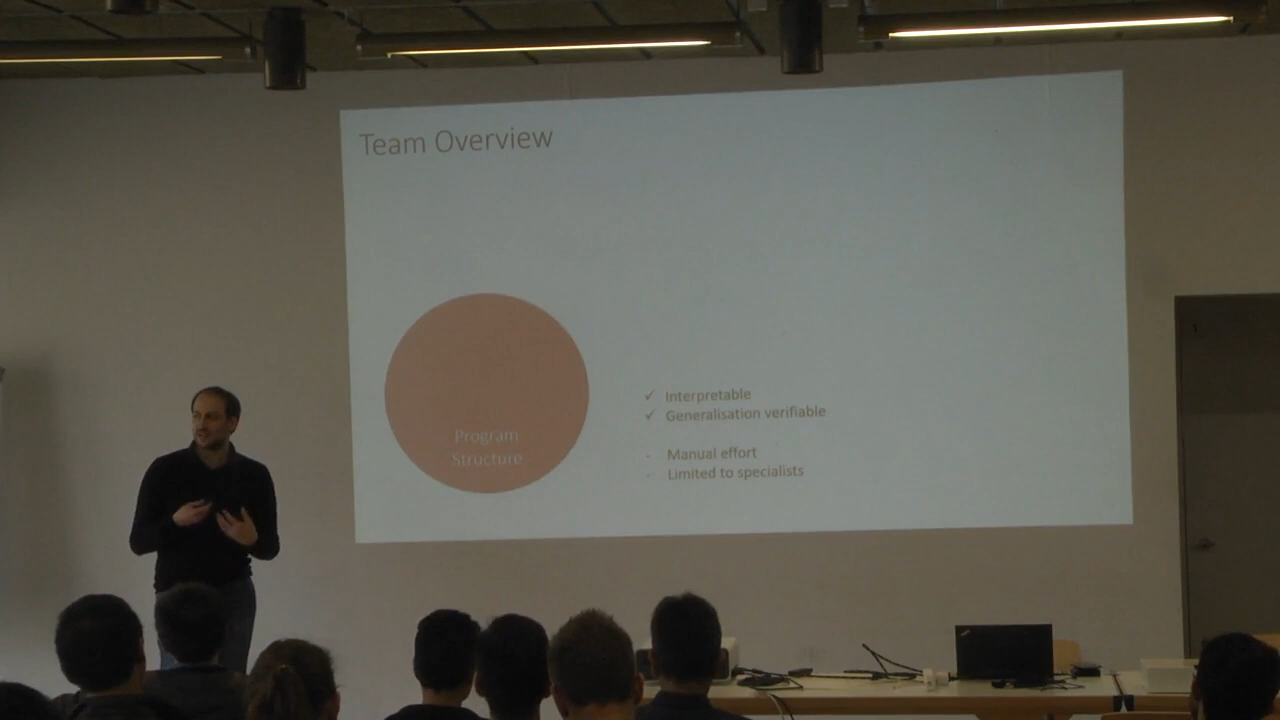 Team Overview
✓ Interpretable
✓ Generalisation verifiable
Program
Structure
- Manual effort
- Limited to specialists